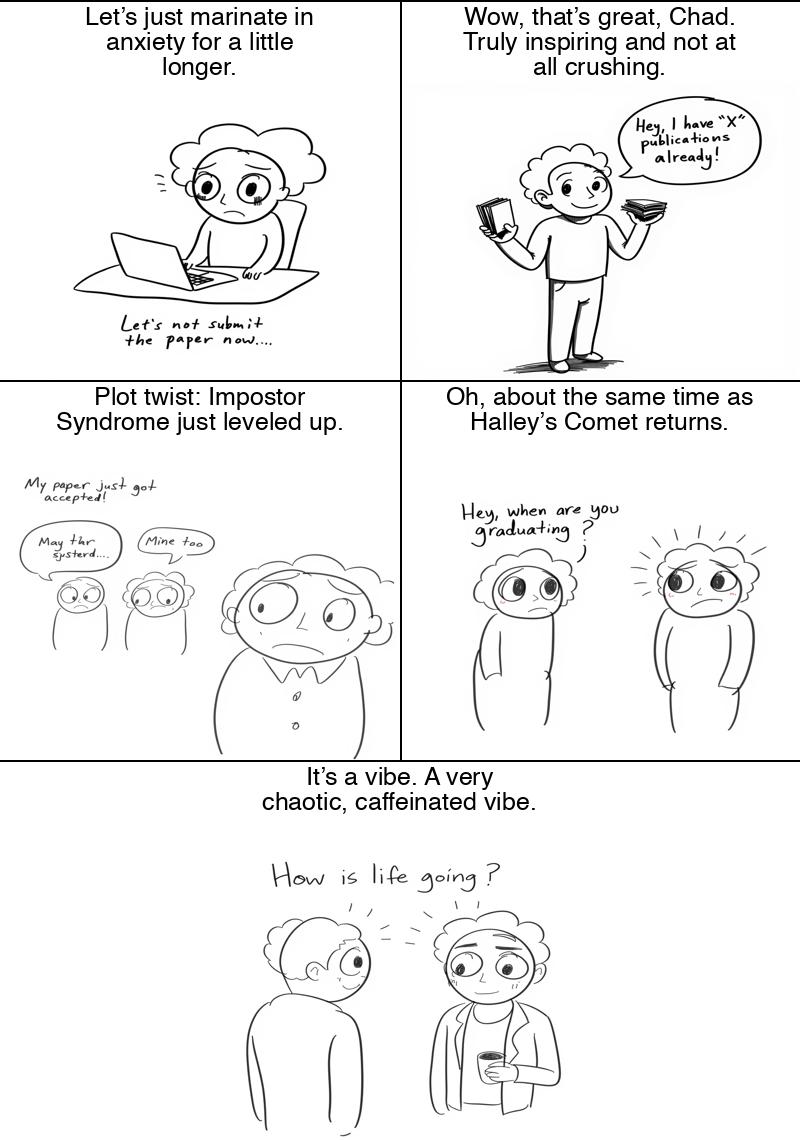 Let's just marinate in
anxiety for a little
longer.
Let's not submit
the paper now....
Wow, that's great, Chad.
Truly inspiring and not at
all crushing.
Hey, I have "X"
publications
already!
Plot twist: Impostor
Syndrome just leveled up.
My paper just got
accepted!
May thr
systerd....
Mine too
Oh, about the same time as
Halley's Comet returns.
Hey, when are you
graduating ?
It's a vibe. A very
chaotic, caffeinated vibe.
How is life going?